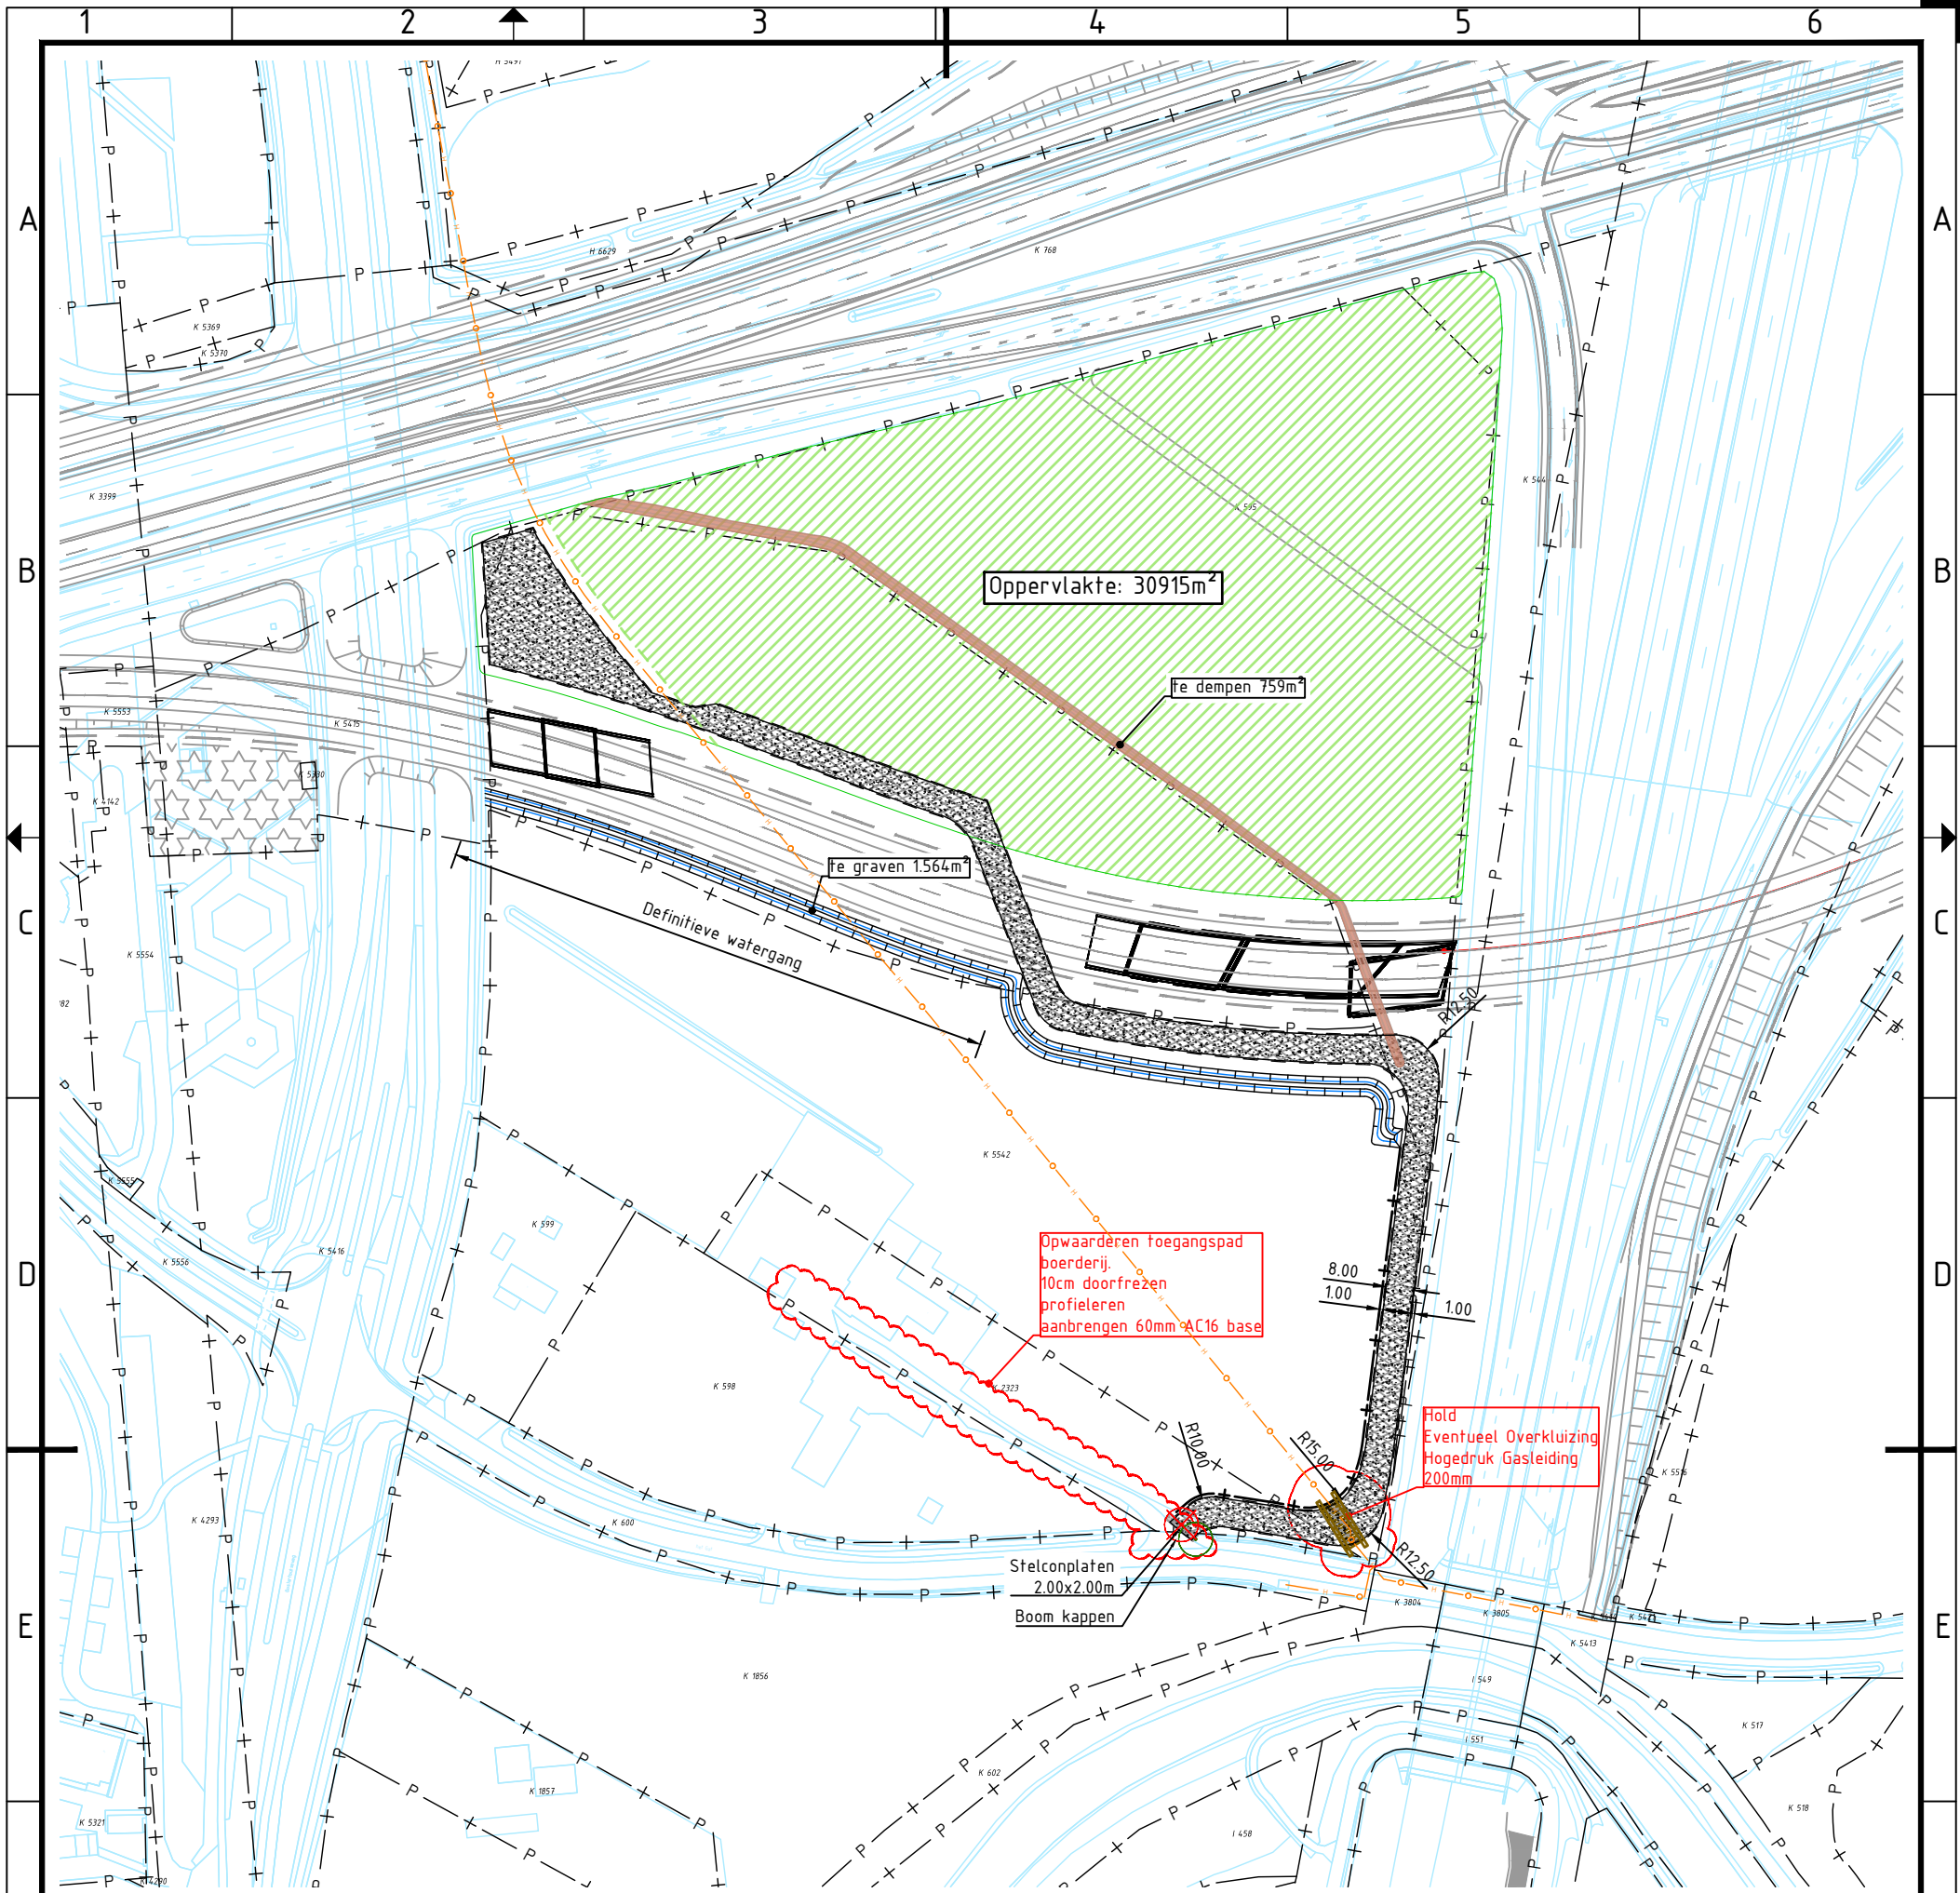 1 2 3 4 5 6
H 5491
A A
H 6629
K 768
K 5369
K 5370
K 3399
K 544
K 595
B B
Oppervlakte: 30915m²
te dempen 759m²
K 5553
K 5415
K 5330
K 4142
te graven 1.564m²
Definitieve watergang
C C
K 5554
R12.50
K 5542
K 5555
K 599
K 5416
K 5556
D D
Opwaarderen toegangspad
boerderij.
10cm doorfrezen
profieleren
aanbrengen 60mm AC16 base
8.00
1.00
1.00
K 598
K 2323
Hold
Eventueel Overkluizing
Hogedruk Gasleiding
200mm
R10.00
R15.00
K 5516
K 4293
K 600
R12.50
Stelconplaten
2.00x2.00m
Boom kappen
K 3804
K 3805
K 5413
E E
K 1856
I 549
K 517
I 551
K 602
K 1857
K 518
K 5321
I 458
K 4290